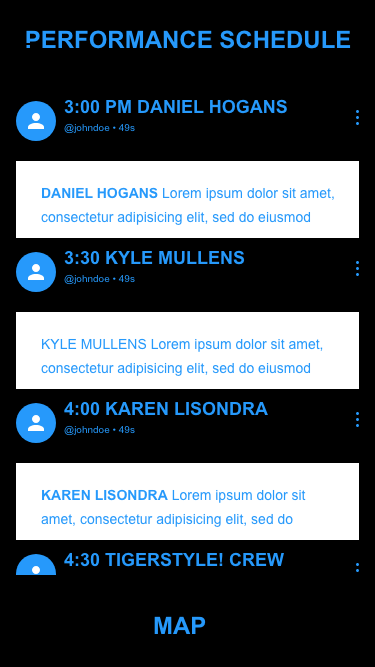 PERFORMANCE SCHEDULE
3:00 PM DANIEL HOGANS
@johndoe • 49s
DANIEL HOGANS Lorem ipsum dolor sit amet,
consectetur adipisicing elit, sed do eiusmod
3:30 KYLE MULLENS
@johndoe • 49s
KYLE MULLENS Lorem ipsum dolor sit amet,
consectetur adipisicing elit, sed do eiusmod
4:00 KAREN LISONDRA
@johndoe • 49s
KAREN LISONDRA Lorem ipsum dolor sit
amet, consectetur adipisicing elit, sed do
4:30 TIGERSTYLE! CREW
MAP